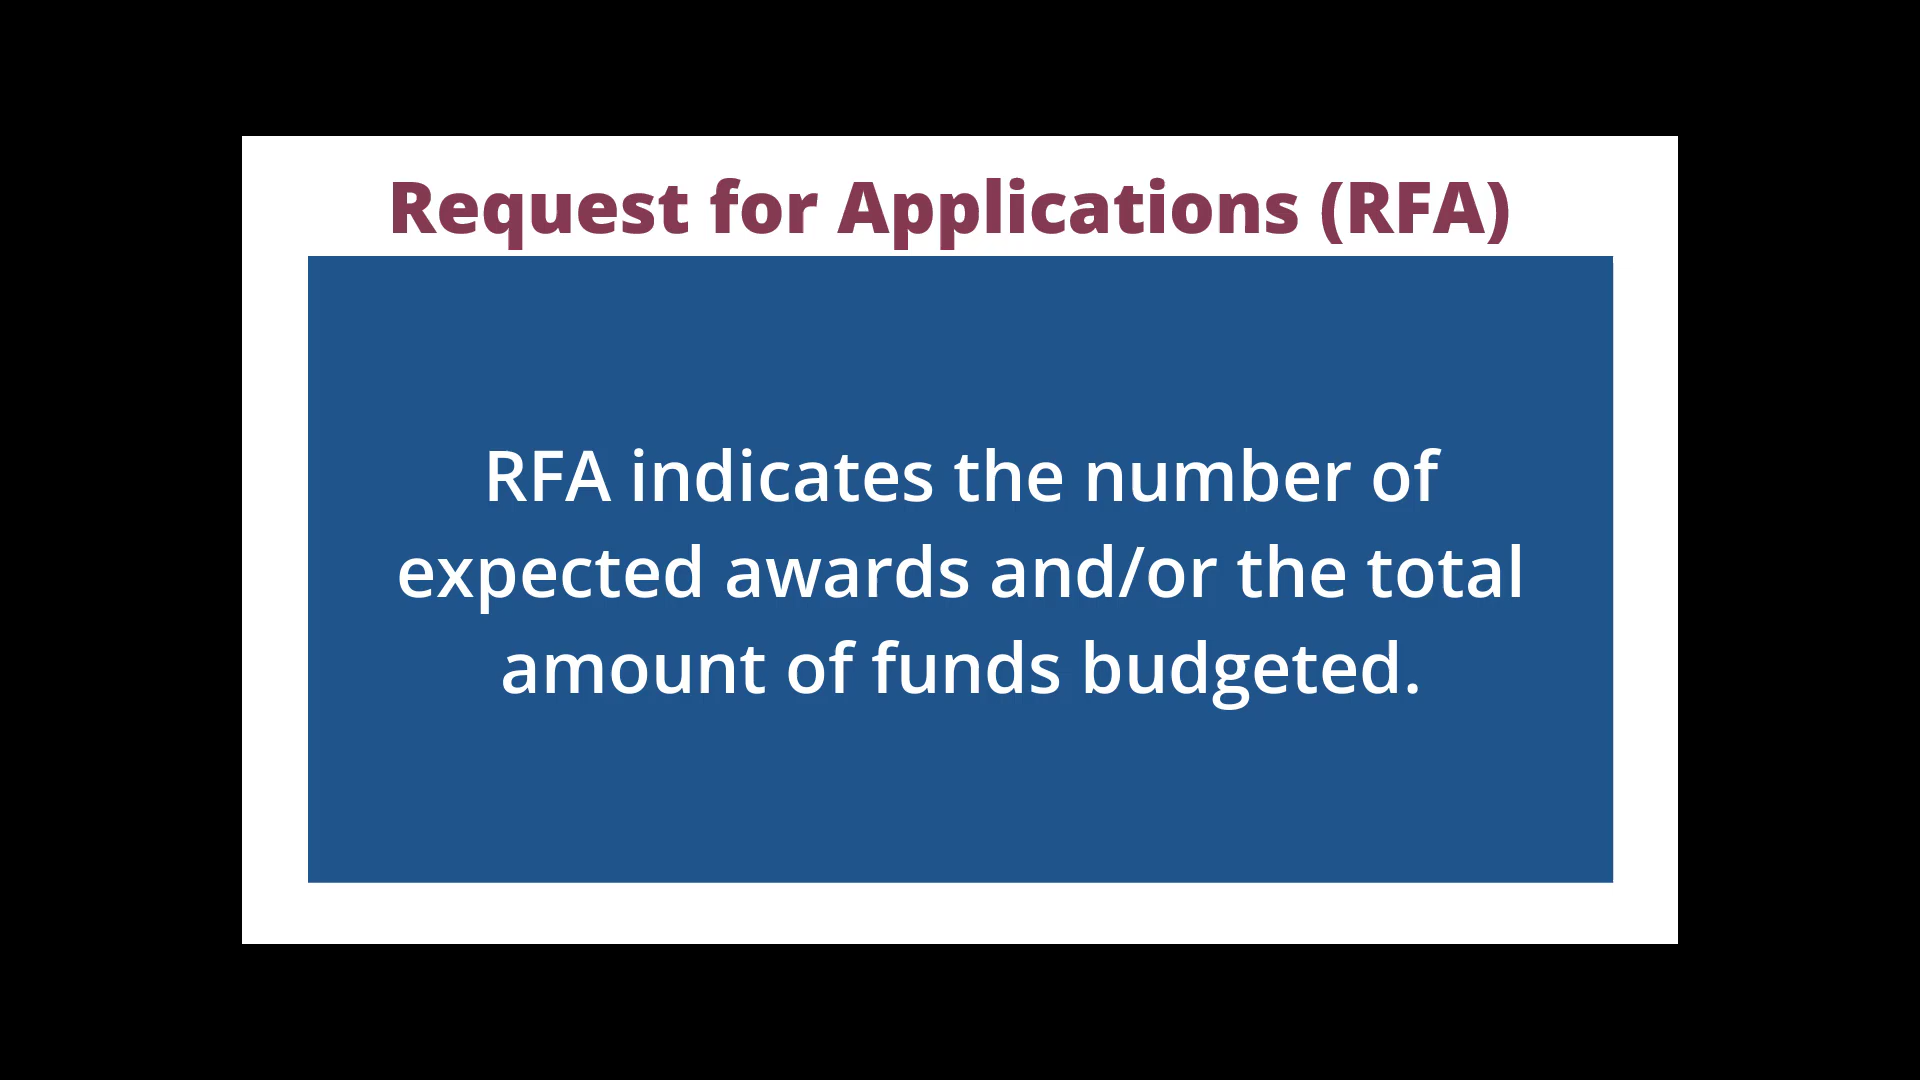 Request for Applications (RFA)
RFA indicates the number of
expected awards and/or the total
amount of funds budgeted.